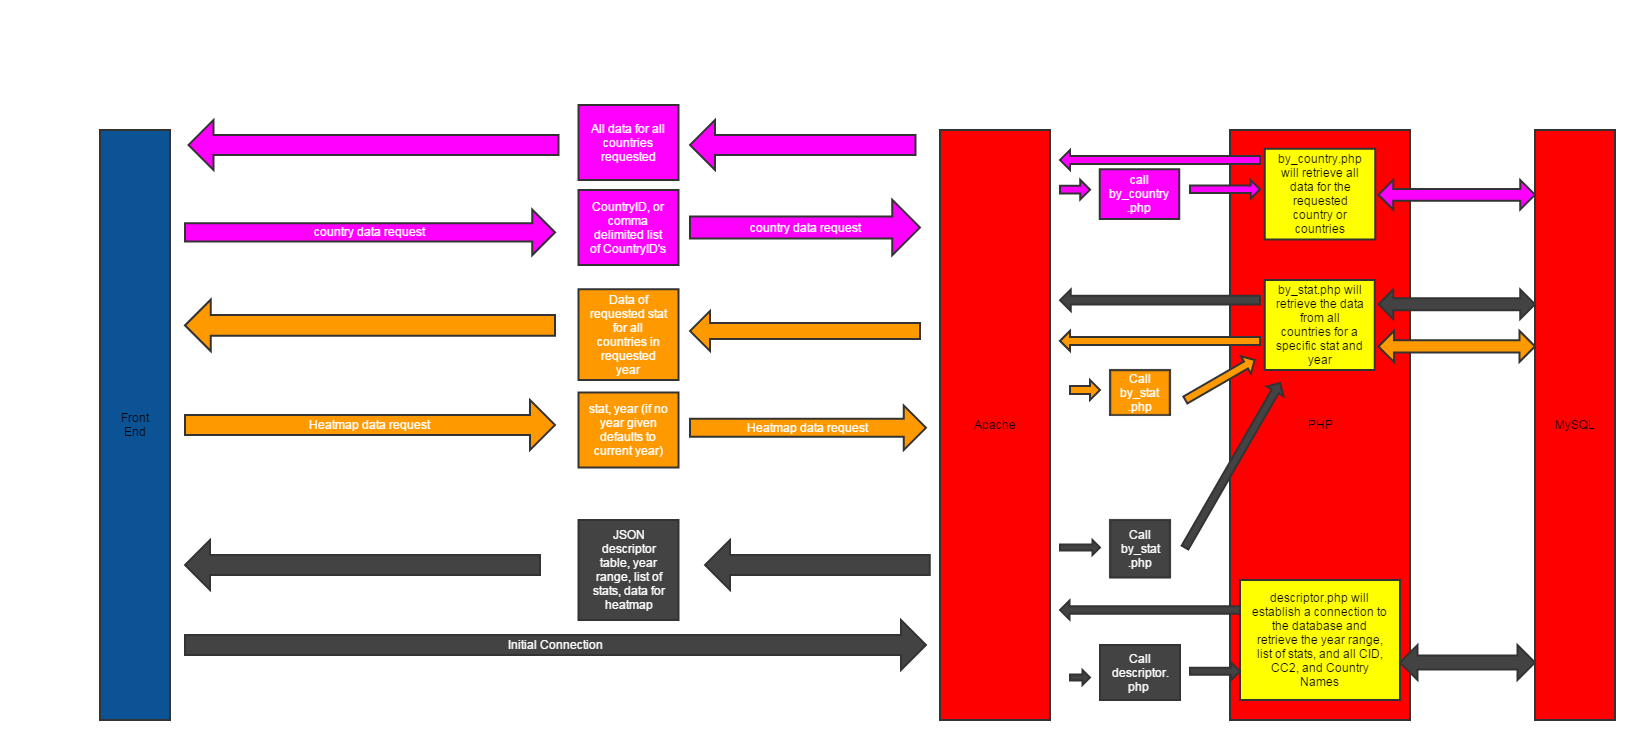 All data for all
countries
requested
CountryID, or
comma
delimited list
of CountryID's
country data request
country data request
Data of
requested stat
for all
countries in
requested
year
stat, year (if no
year given
defaults to
current year)
Heatmap data request
Heatmap data request
JSON
descriptor
table, year
range, list of
stats, data for
heatmap
Initial Connection
Front
End
Apache
PHP
MySQL
call
by_country
.php
by_country.php
will retrieve all
data for the
requested
country or
countries
by_stat.php will
retrieve the data
from all
countries for a
specific stat and
year
Call
by_stat
.php
Call
by_stat
.php
descriptor.php will
establish a connection to
the database and
retrieve the year range,
list of stats, and all CID,
CC2, and Country
Names
Call
descriptor.
php